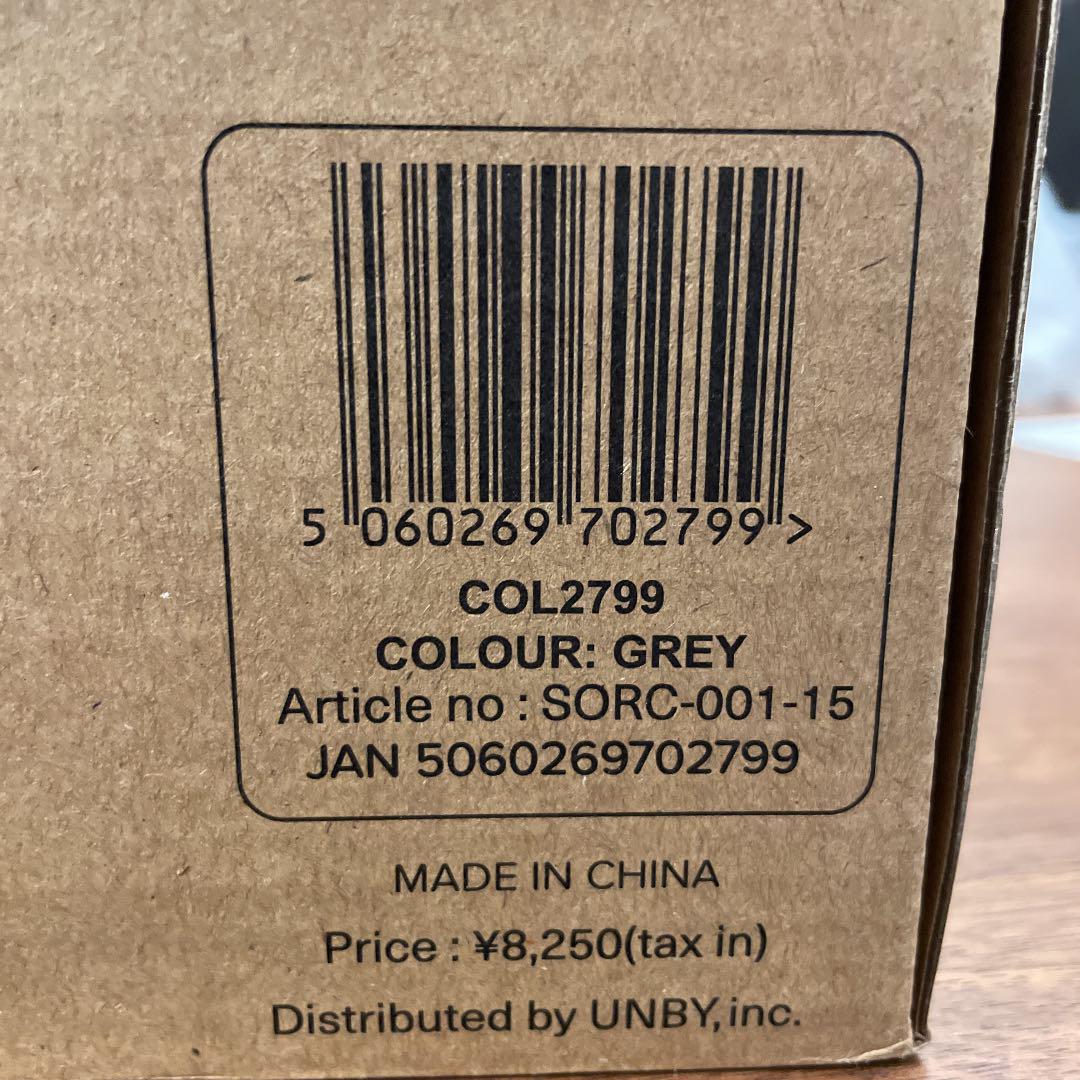 5 060269 702799 >
COL2799
COLOUR: GREY
Article no : SORC-001-15
JAN 5060269702799
MADE IN CHINA
Price : ¥8,250(tax in)
Distributed by UNBY,inc.